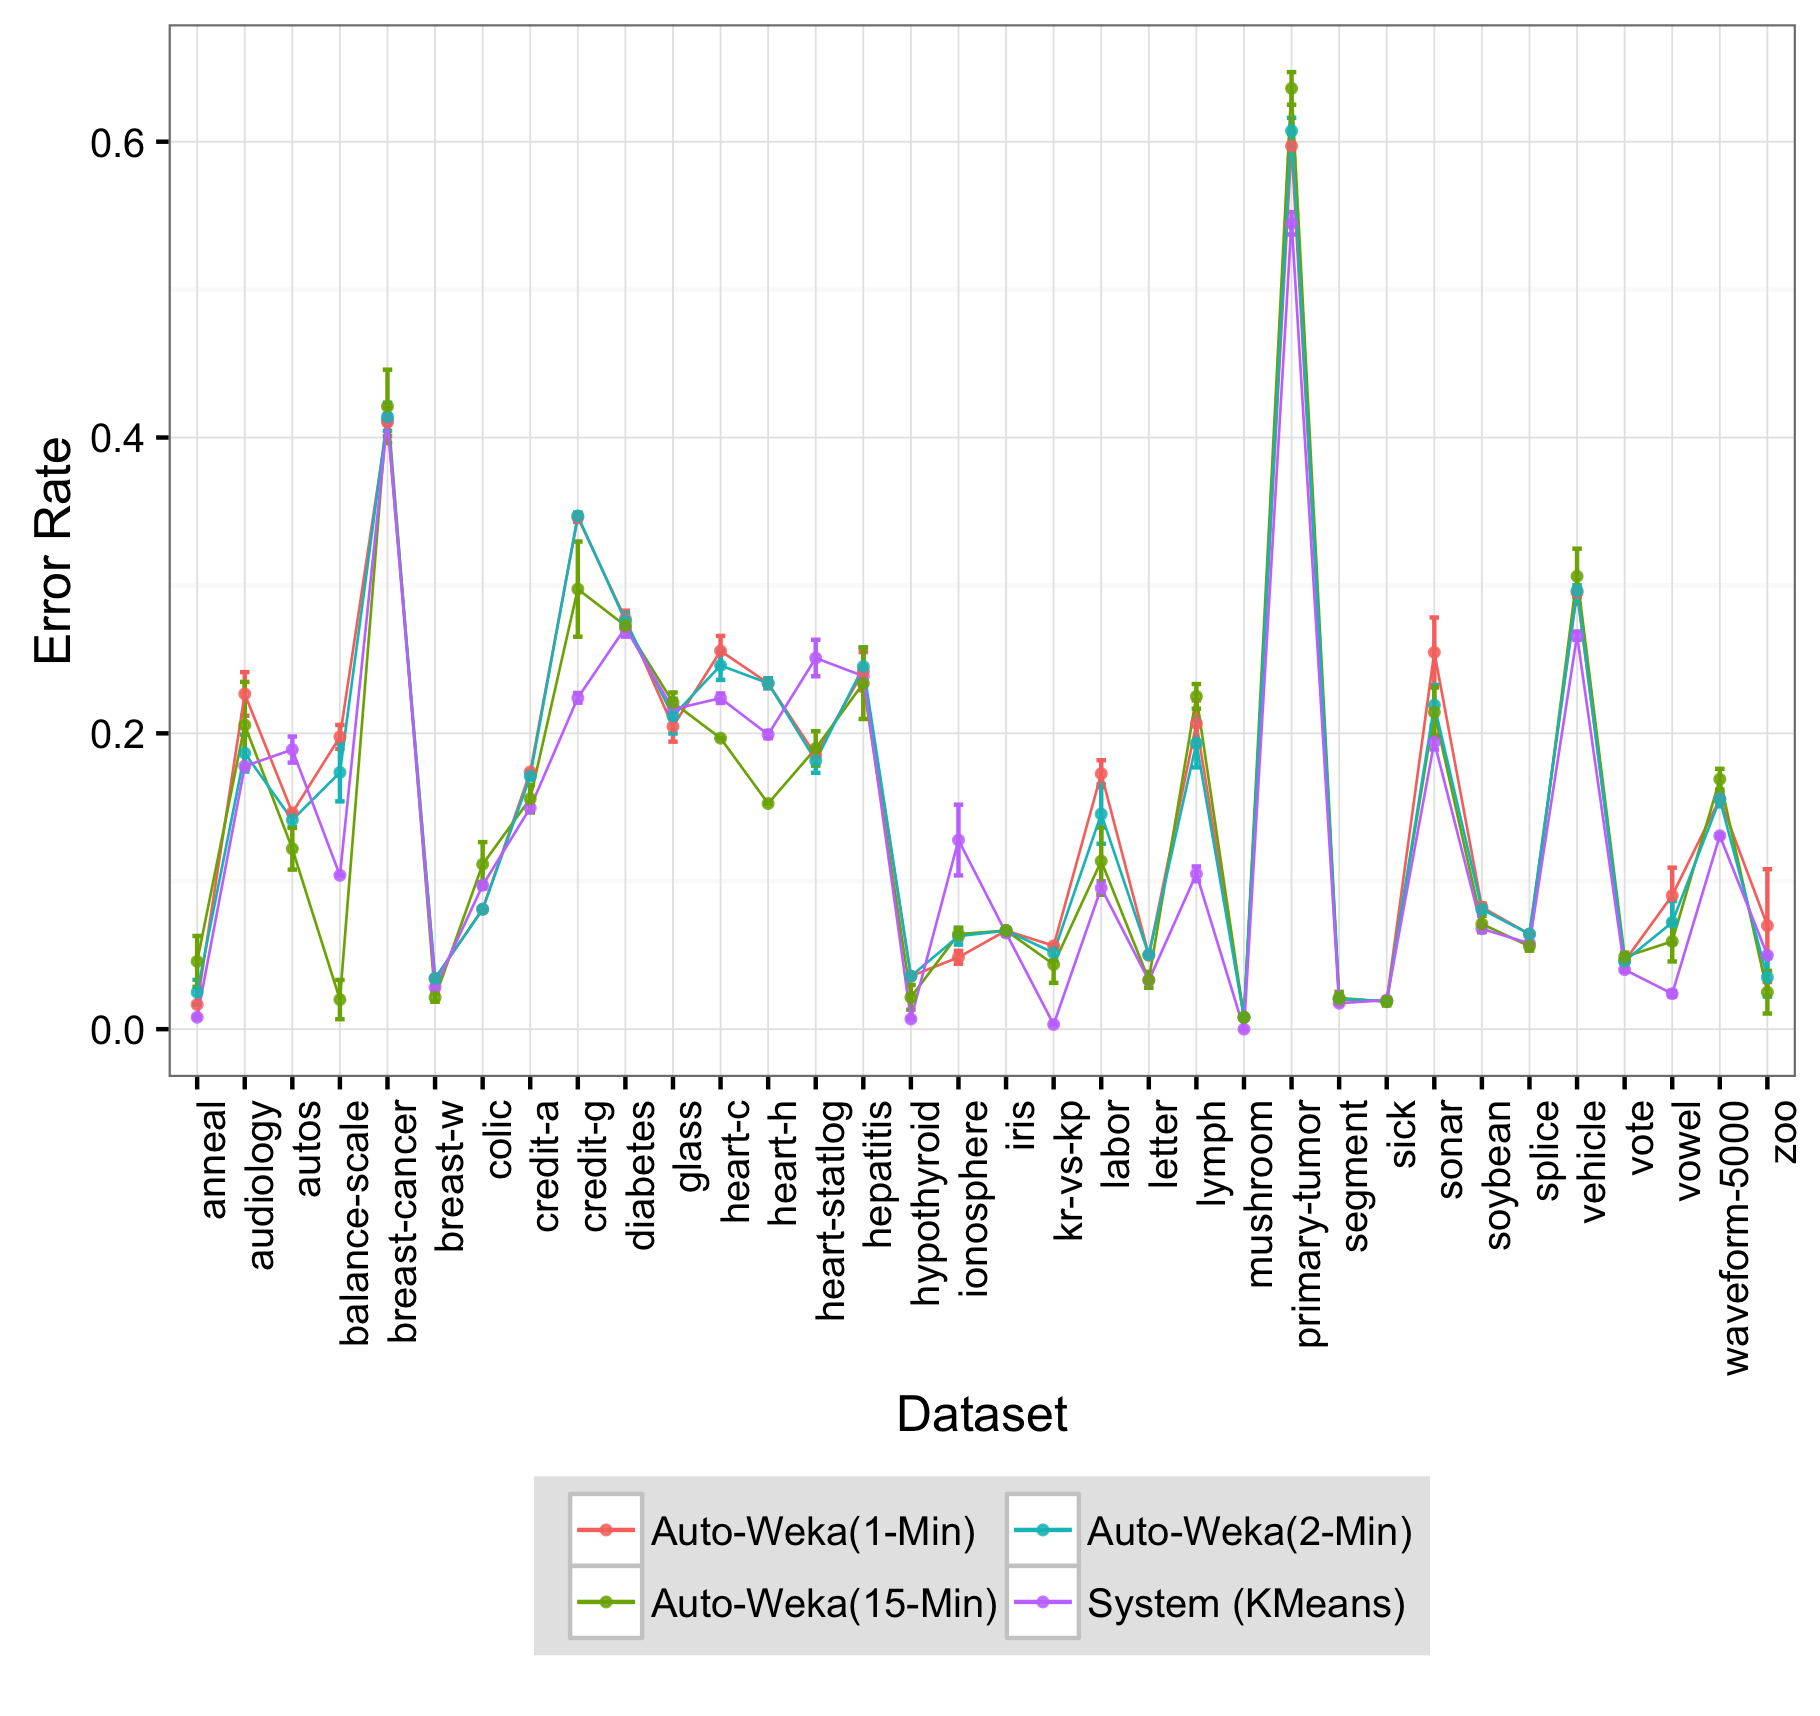 0.6
0.4
0.2
0.0
Error Rate
anneal
audiology
autos
balance-scale
breast-cancer
breast-w
colic
credit-a
credit-g
diabetes
glass
heart-c
heart-h
heart-statlog
hepatitis
hypothyroid
ionosphere
iris
kr-vs-kp
labor
letter
lymph
mushroom
primary-tumor
segment
sick
sonar
soybean
splice
vehicle
vote
vowel
waveform-5000
zoo
Dataset
Auto-Weka(1-Min) Auto-Weka(2-Min)
Auto-Weka(15-Min) System (KMeans)